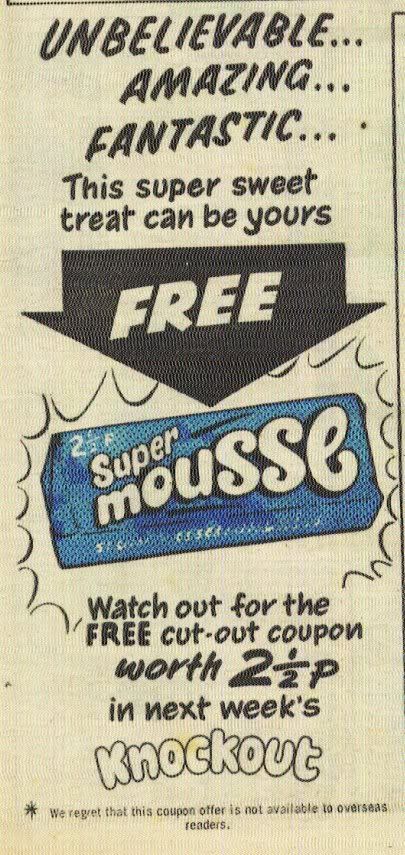 UNBELIEVABLE...
AMAZING...
FANTASTIC...
This super sweet
treat can be yours
FREE
2½p
Super
mousse
Watch out for the
FREE cut-out coupon
worth 2½p
in next week's
Knockout
* We regret that this coupon offer is not available to overseas
readers.